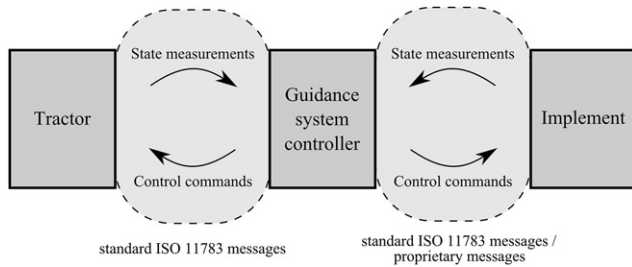 State measurements
State measurements
Tractor
Guidance
system
controller
Implement
Control commands
Control commands
standard ISO 11783 messages
standard ISO 11783 messages /
proprietary messages